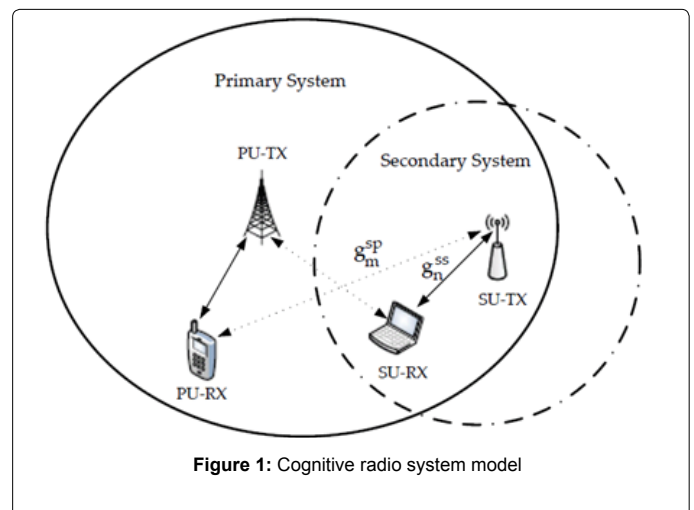 Primary System
PU-TX
Secondary System
g_m^sp
g_n^ss
SU-TX
SU-RX
PU-RX
Figure 1: Cognitive radio system model